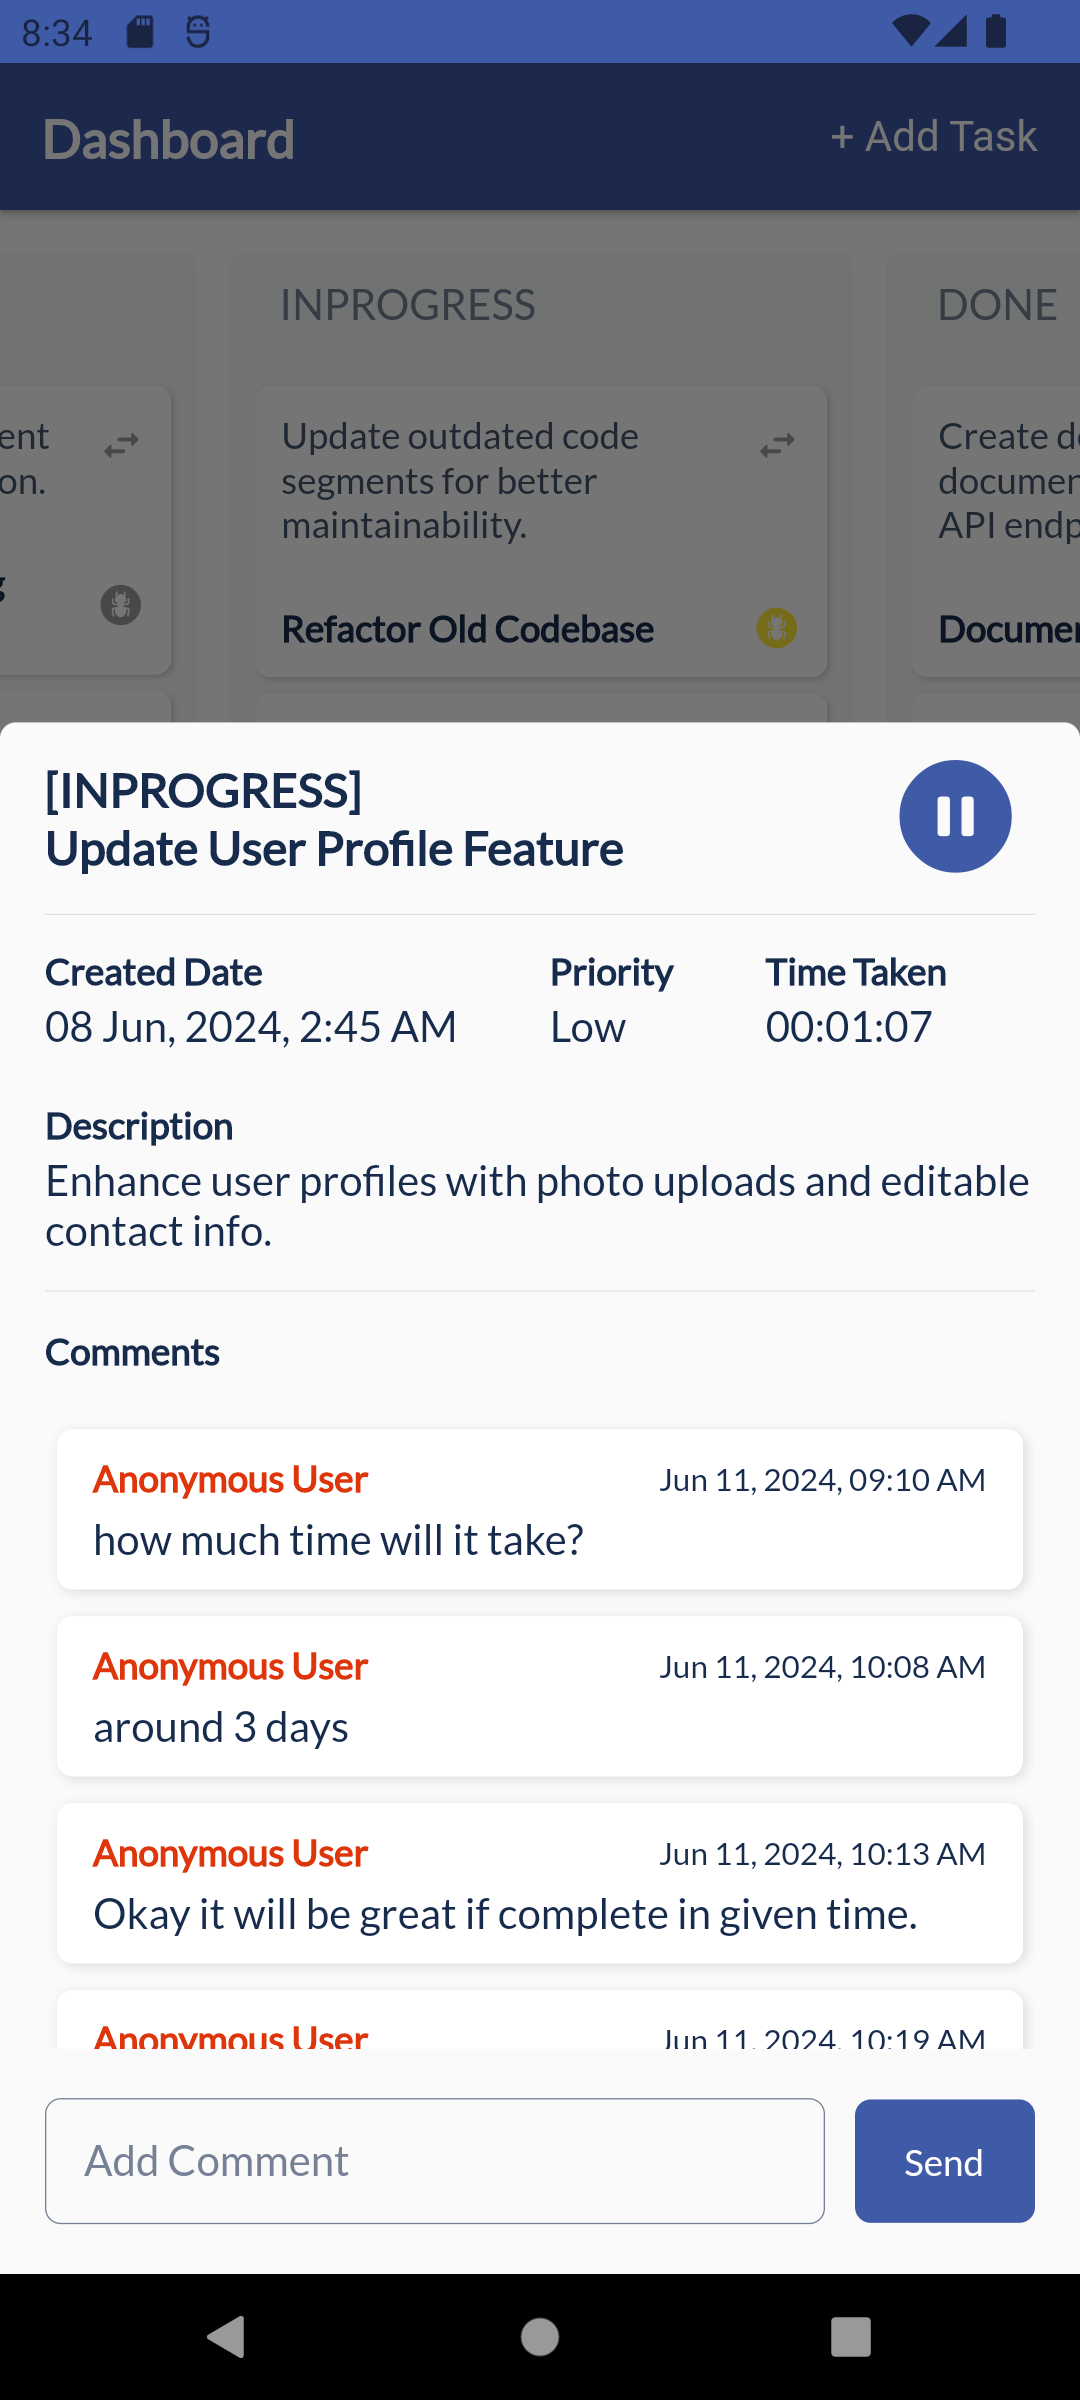 8:34
Dashboard
+ Add Task
INPROGRESS
DONE
Update outdated code
segments for better
maintainability.
Refactor Old Codebase
Create
API
[INPROGRESS]
Update User Profile Feature
Created Date
Priority
Time Taken
08 Jun, 2024, 2:45 AM
Low
00:01:07
Description
Enhance user profiles with photo uploads and editable
contact info.
Comments
Anonymous User
Jun 11, 2024, 09:10 AM
how much time will it take?
Anonymous User
Jun 11, 2024, 10:08 AM
around 3 days
Anonymous User
Jun 11, 2024, 10:13 AM
Okay it will be great if complete in given time.
Anonymous User
Jun 11, 2024, 10:19 AM
Add Comment
Send